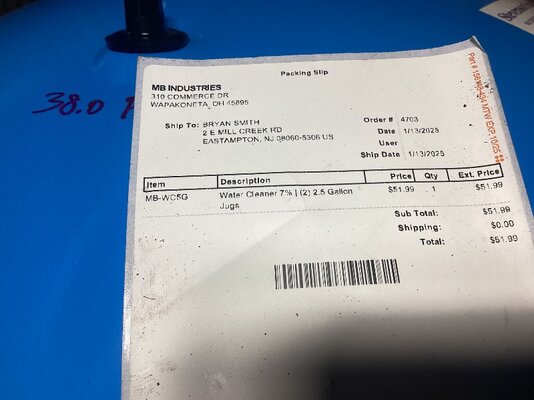 Packing Slip
MB INDUSTRIES
310 COMMERCE DR
WAPAKONETA, OH 45895
38.0
Ship To: BRYAN SMITH
2 E MILL CREEK RD
EASTAMPTON, NJ 08060-5306 US
Order # 4703
Date 1/13/2025
User
Ship Date 1/13/2025
Item Description Price Qty Ext. Price
MB-WC5G Water Cleaner 7% | (2) 2.5 Gallon Jugs $51.99 1 $51.99
Sub Total: $51.99
Shipping: $0.00
Total: $51.99